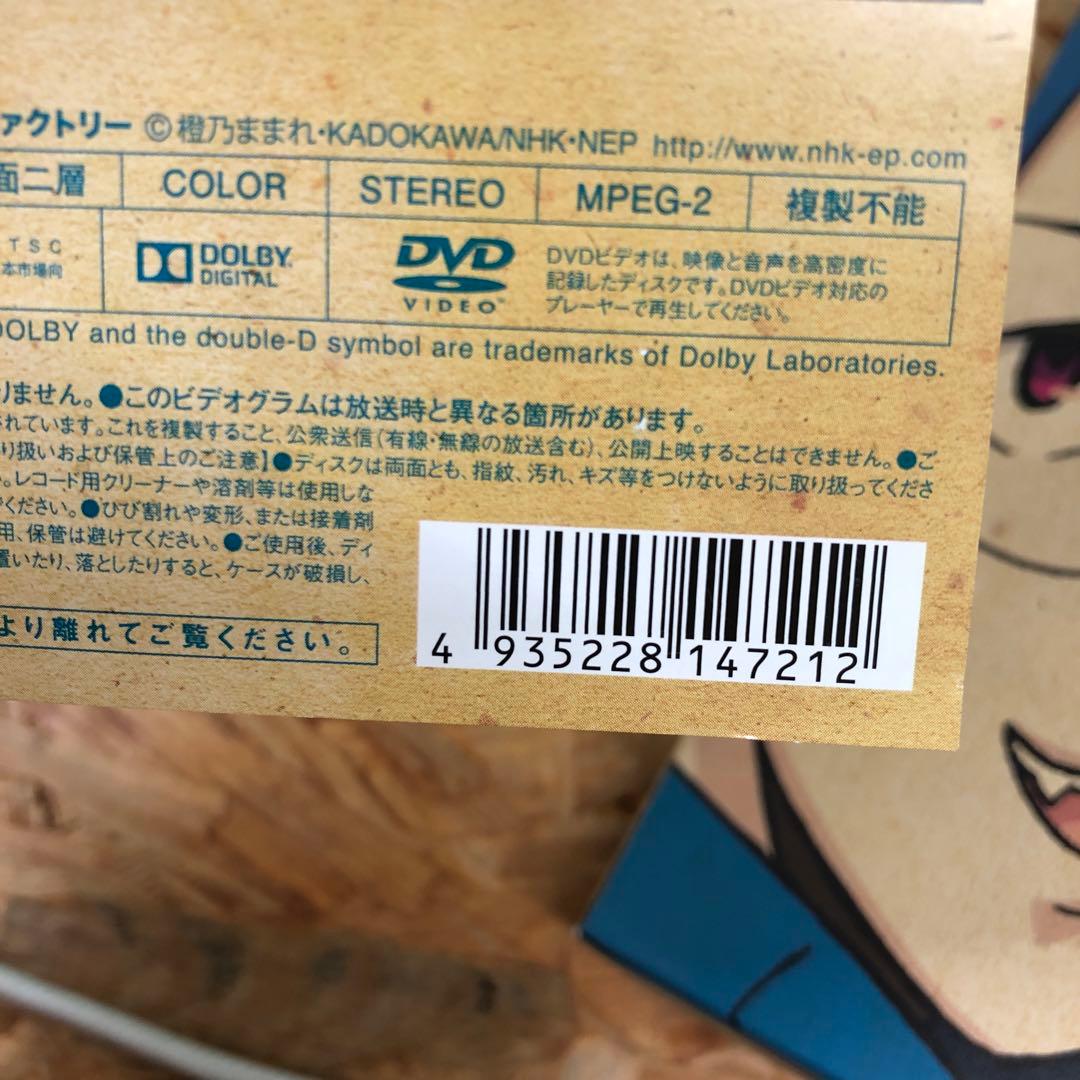 ァクトリー ©橙乃ままれ・KADOKAWA/NHK・NEP http://www.nhk-ep.com
面二層 COLOR STEREO MPEG-2 複製不能
TSC
本市場向
DOLBY
DIGITAL
DVD
VIDEO
DVDビデオは、映像と音声を高密度に
記録したディスクです。DVDビデオ対応の
プレーヤーで再生してください。
DOLBY and the double-D symbol are trademarks of Dolby Laboratories.
りません。●このビデオグラムは放送時と異なる箇所があります。
されています。これを複製すること、公衆送信(有線・無線の放送含む)、公開上映することはできません。●ご
り扱いおよび保管上のご注意】●ディスクは両面とも、指紋、汚れ、キズ等をつけないように取り扱ってくださ
。レコード用クリーナーや溶剤等は使用しな
ください。●ひび割れや変形、または接着剤
用、保管は避けてください。●ご使用後、ディ
置いたり、落としたりすると、ケースが破損し、
より離れてご覧ください。
4 935228 147212